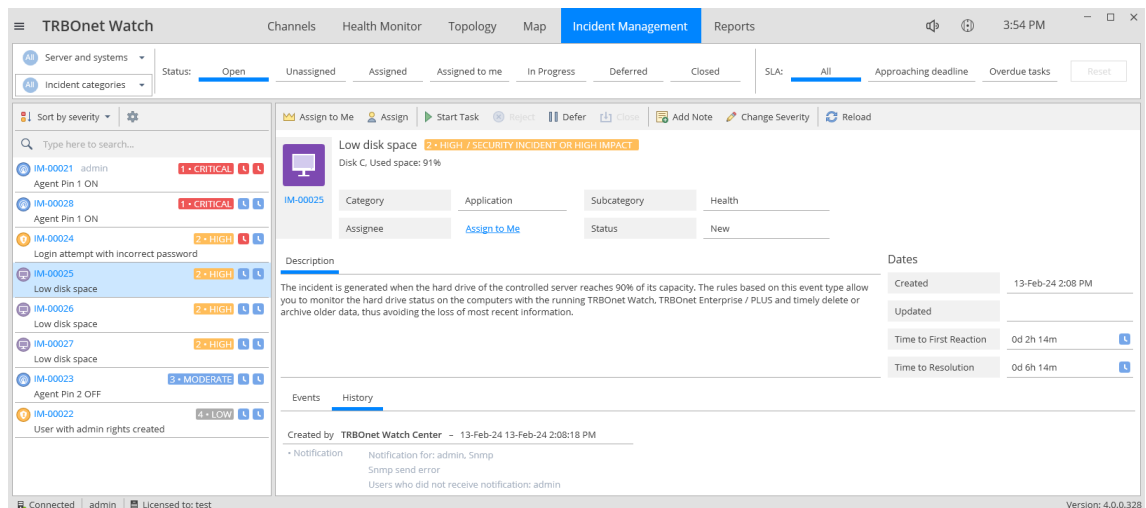 TRBOnet Watch
Channels Health Monitor Topology Map Incident Management Reports 3:54 PM
All Server and systems
All Incident categories
Status: Open Unassigned Assigned Assigned to me In Progress Deferred Closed SLA: All Approaching deadline Overdue tasks Reset
Sort by severity
Assign to Me Assign Start Task Reject Defer Close Add Note Change Severity Reload
Type here to search...
IM-00021 admin 1 • CRITICAL
Agent Pin 1 ON
IM-00028 1 • CRITICAL
Agent Pin 1 ON
IM-00024 2 • HIGH
Login attempt with incorrect password
IM-00025 2 • HIGH
Low disk space
IM-00026 2 • HIGH
Low disk space
IM-00027 2 • HIGH
Low disk space
IM-00023 3 • MODERATE
Agent Pin 2 OFF
IM-00022 4 • LOW
User with admin rights created
Low disk space 2 • HIGH / SECURITY INCIDENT OR HIGH IMPACT
Disk C, Used space: 91%
IM-00025 Category Application Subcategory Health
Assignee Assign to Me Status New
Description
The incident is generated when the hard drive of the controlled server reaches 90% of its capacity. The rules based on this event type allow
you to monitor the hard drive status on the computers with the running TRBOnet Watch, TRBOnet Enterprise / PLUS and timely delete or
archive older data, thus avoiding the loss of most recent information.
Dates
Created 13-Feb-24 2:08 PM
Updated
Time to First Reaction 0d 2h 14m
Time to Resolution 0d 6h 14m
Events History
Created by TRBOnet Watch Center – 13-Feb-24 13-Feb-24 2:08:18 PM
• Notification Notification for: admin, Snmp
Snmp send error
Users who did not receive notification: admin
Connected admin Licensed to: test Version: 4.0.0.328